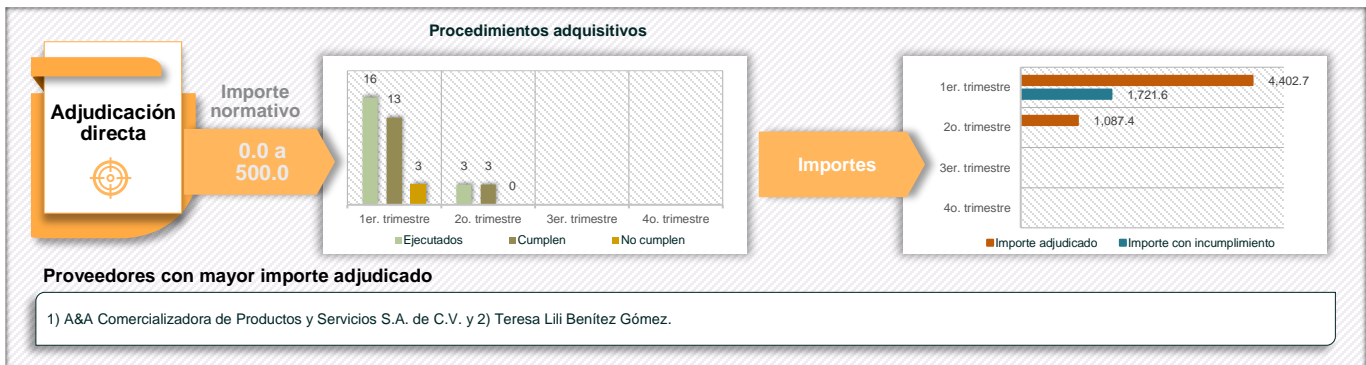 Procedimientos adquisitivos
Adjudicación
directa
Importe
normativo
0.0 a
500.0
16
13
3
3
3
0
1er. trimestre
2o. trimestre
3er. trimestre
4o. trimestre
Ejecutados
Cumplen
No cumplen
Importes
1er. trimestre
4,402.7
1,721.6
2o. trimestre
1,087.4
3er. trimestre
4o. trimestre
Importe adjudicado
Importe con incumplimiento
Proveedores con mayor importe adjudicado
1) A&A Comercializadora de Productos y Servicios S.A. de C.V. y 2) Teresa Lili Benítez Gómez.